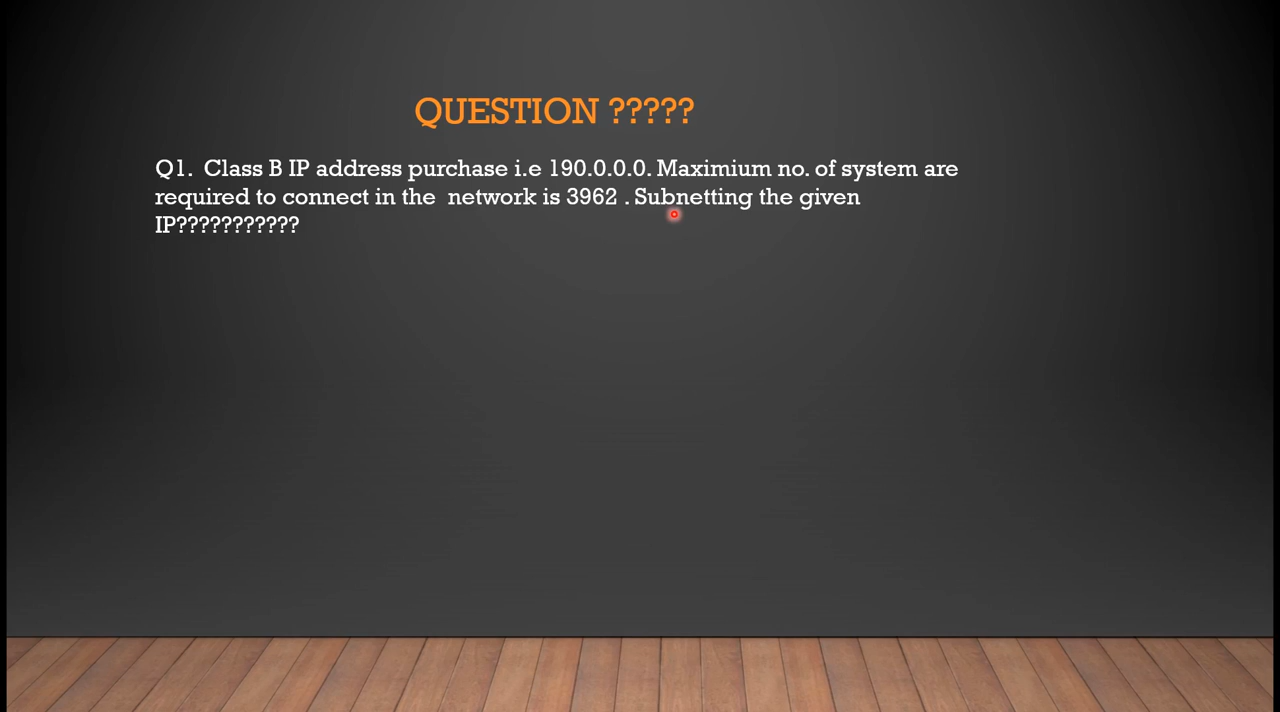 QUESTION ?????
Q1. Class B IP address purchase i.e 190.0.0.0. Maximium no. of system are
required to connect in the network is 3962 . Subnetting the given
IP???????????